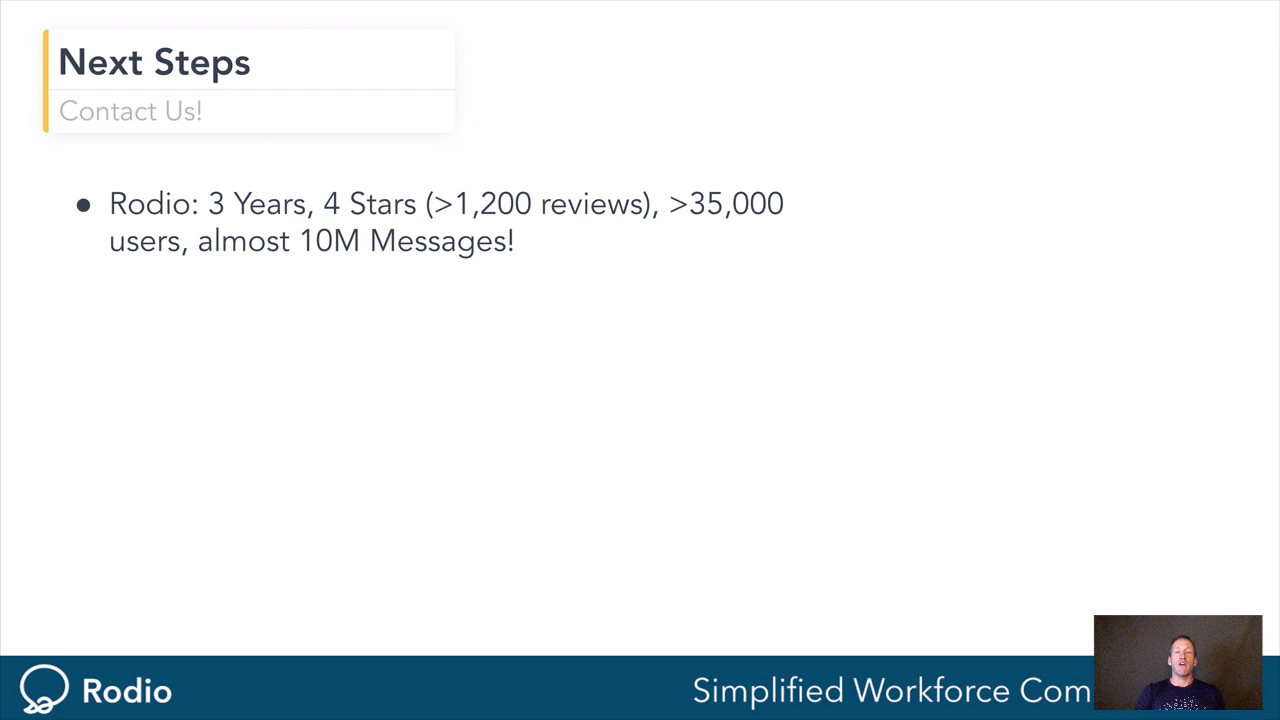 Next Steps
Contact Us!
● Rodio: 3 Years, 4 Stars (>1,200 reviews), >35,000
users, almost 10M Messages!
Rodio
Simplified Workforce Com